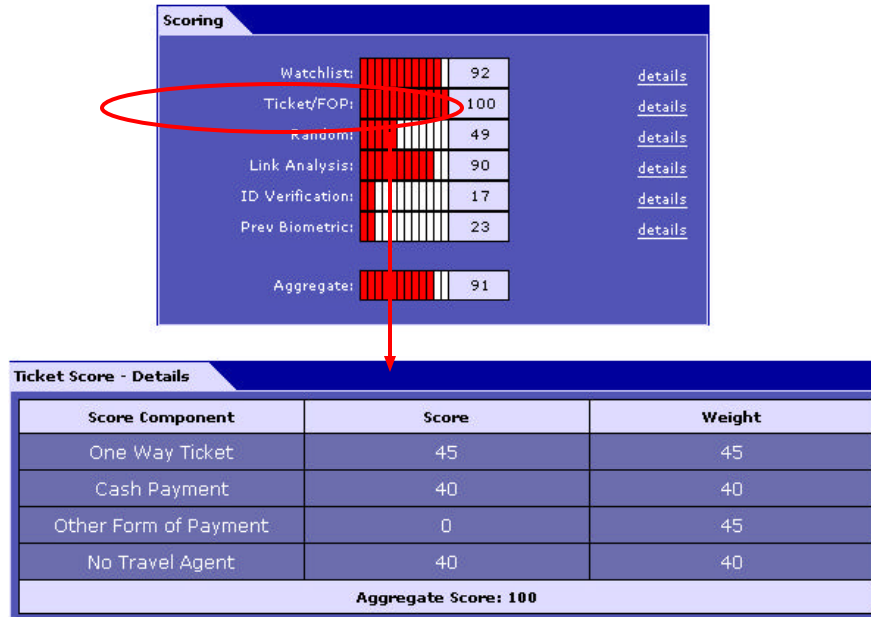 Scoring
Watchlist: 92 details
Ticket/FOP: 100 details
Random: 49 details
Link Analysis: 90 details
ID Verification: 17 details
Prev Biometric: 23 details
Aggregate: 91
Ticket Score - Details
Score Component Score Weight
One Way Ticket 45 45
Cash Payment 40 40
Other Form of Payment 0 45
No Travel Agent 40 40
Aggregate Score: 100